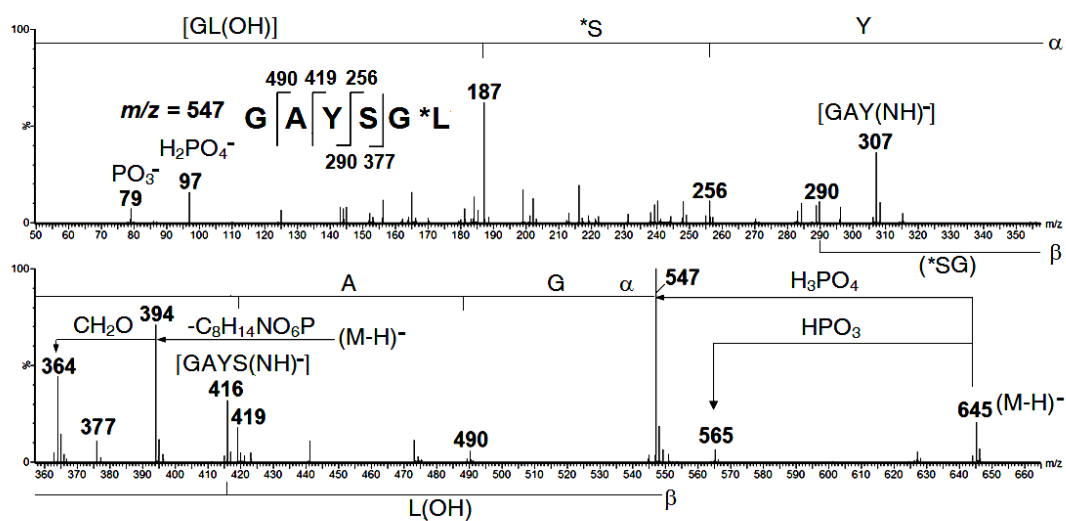 100
[GL(OH)] *S Y α
490 419 256
187
m/z = 547 G A Y S G *L
[GAY(NH)⁻]
%
H₂PO₄⁻
290 377
307
PO₃⁻
97
79
256 290
0
50 60 70 80 90 100 110 120 130 140 150 160 170 180 190 200 210 220 230 240 250 260 270 280 290 300 310 320 330 340 350 m/z
β
(*SG)
100
A G α 547 H₃PO₄
394
CH₂O -C₈H₁₄NO₆P (M-H)⁻ HPO₃
364 [GAYS(NH)⁻]
%
416
645 (M-H)⁻
377 419
490 565
0
360 370 380 390 400 410 420 430 440 450 460 470 480 490 500 510 520 530 540 550 560 570 580 590 600 610 620 630 640 650 660 m/z
β
L(OH)